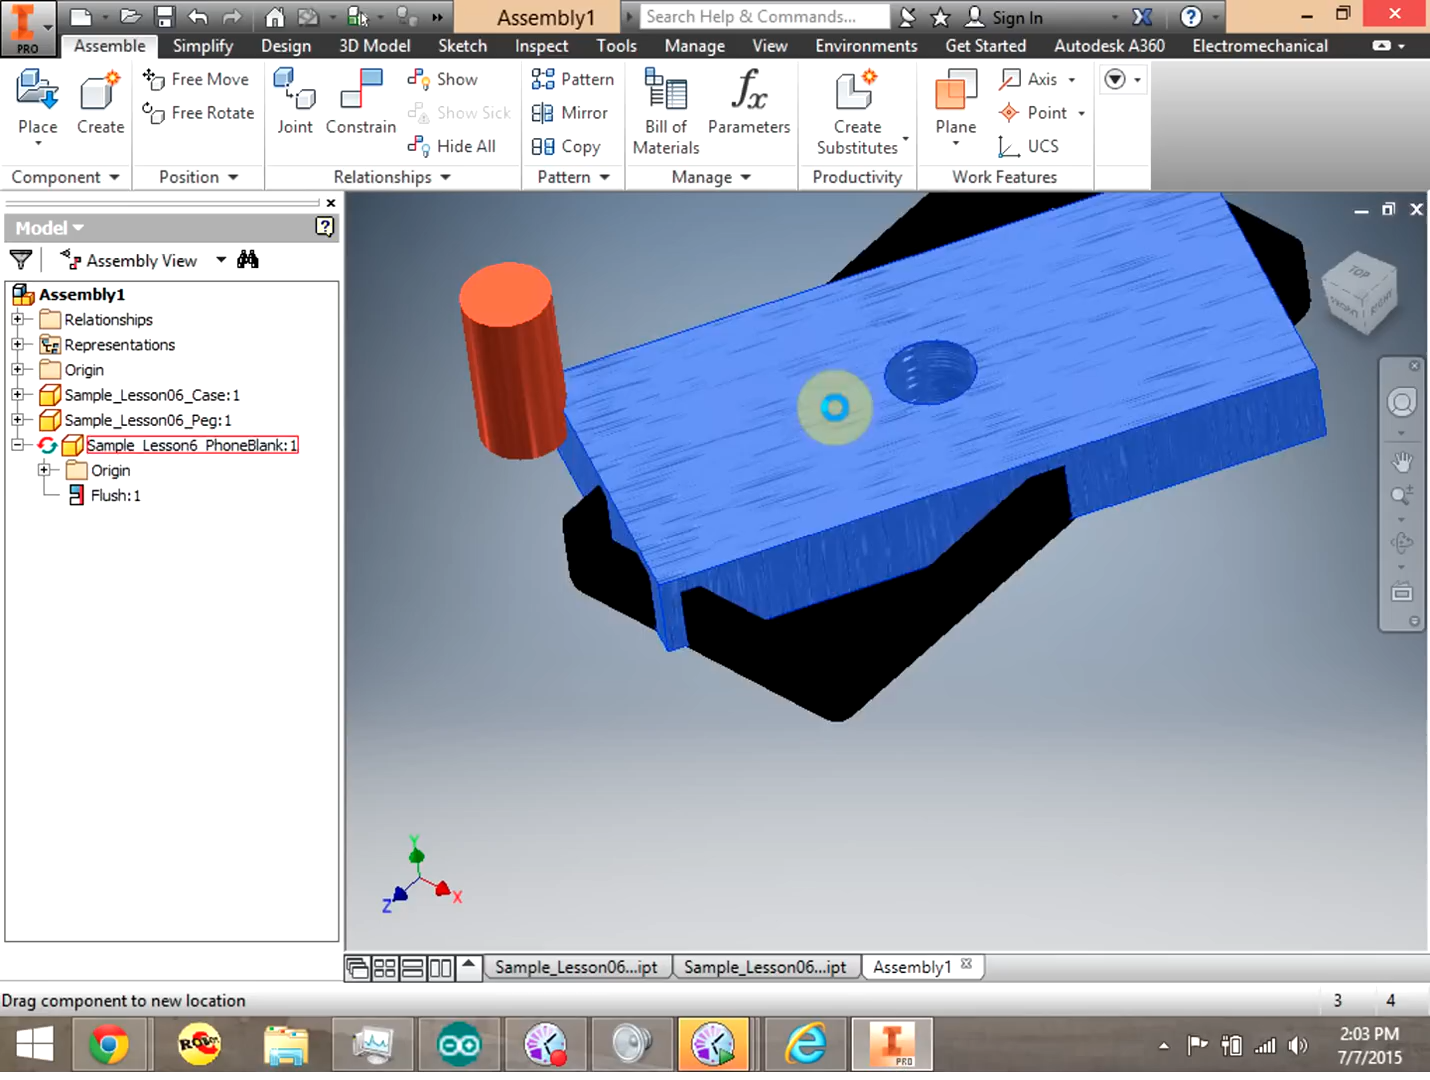 Assembly1
Search Help & Commands...
Sign In
PRO
Assemble
Simplify
Design
3D Model
Sketch
Inspect
Tools
Manage
View
Environments
Get Started
Autodesk A360
Electromechanical
Place
Create
Free Move
Free Rotate
Joint
Constrain
Show
Show Sick
Hide All
Pattern
Mirror
Copy
Bill of
Materials
fx
Parameters
Create
Substitutes
Plane
Axis
Point
UCS
Component
Position
Relationships
Pattern
Manage
Productivity
Work Features
Model
Assembly View
Assembly1
Relationships
Representations
Origin
Sample_Lesson06_Case:1
Sample_Lesson06_Peg:1
Sample_Lesson6_PhoneBlank:1
Origin
Flush:1
TOP
RIGHT
Y
Z
X
Sample_Lesson06...ipt
Sample_Lesson06...ipt
Assembly1
Drag component to new location
3
4
ROBOT
PRO
2:03 PM
7/7/2015